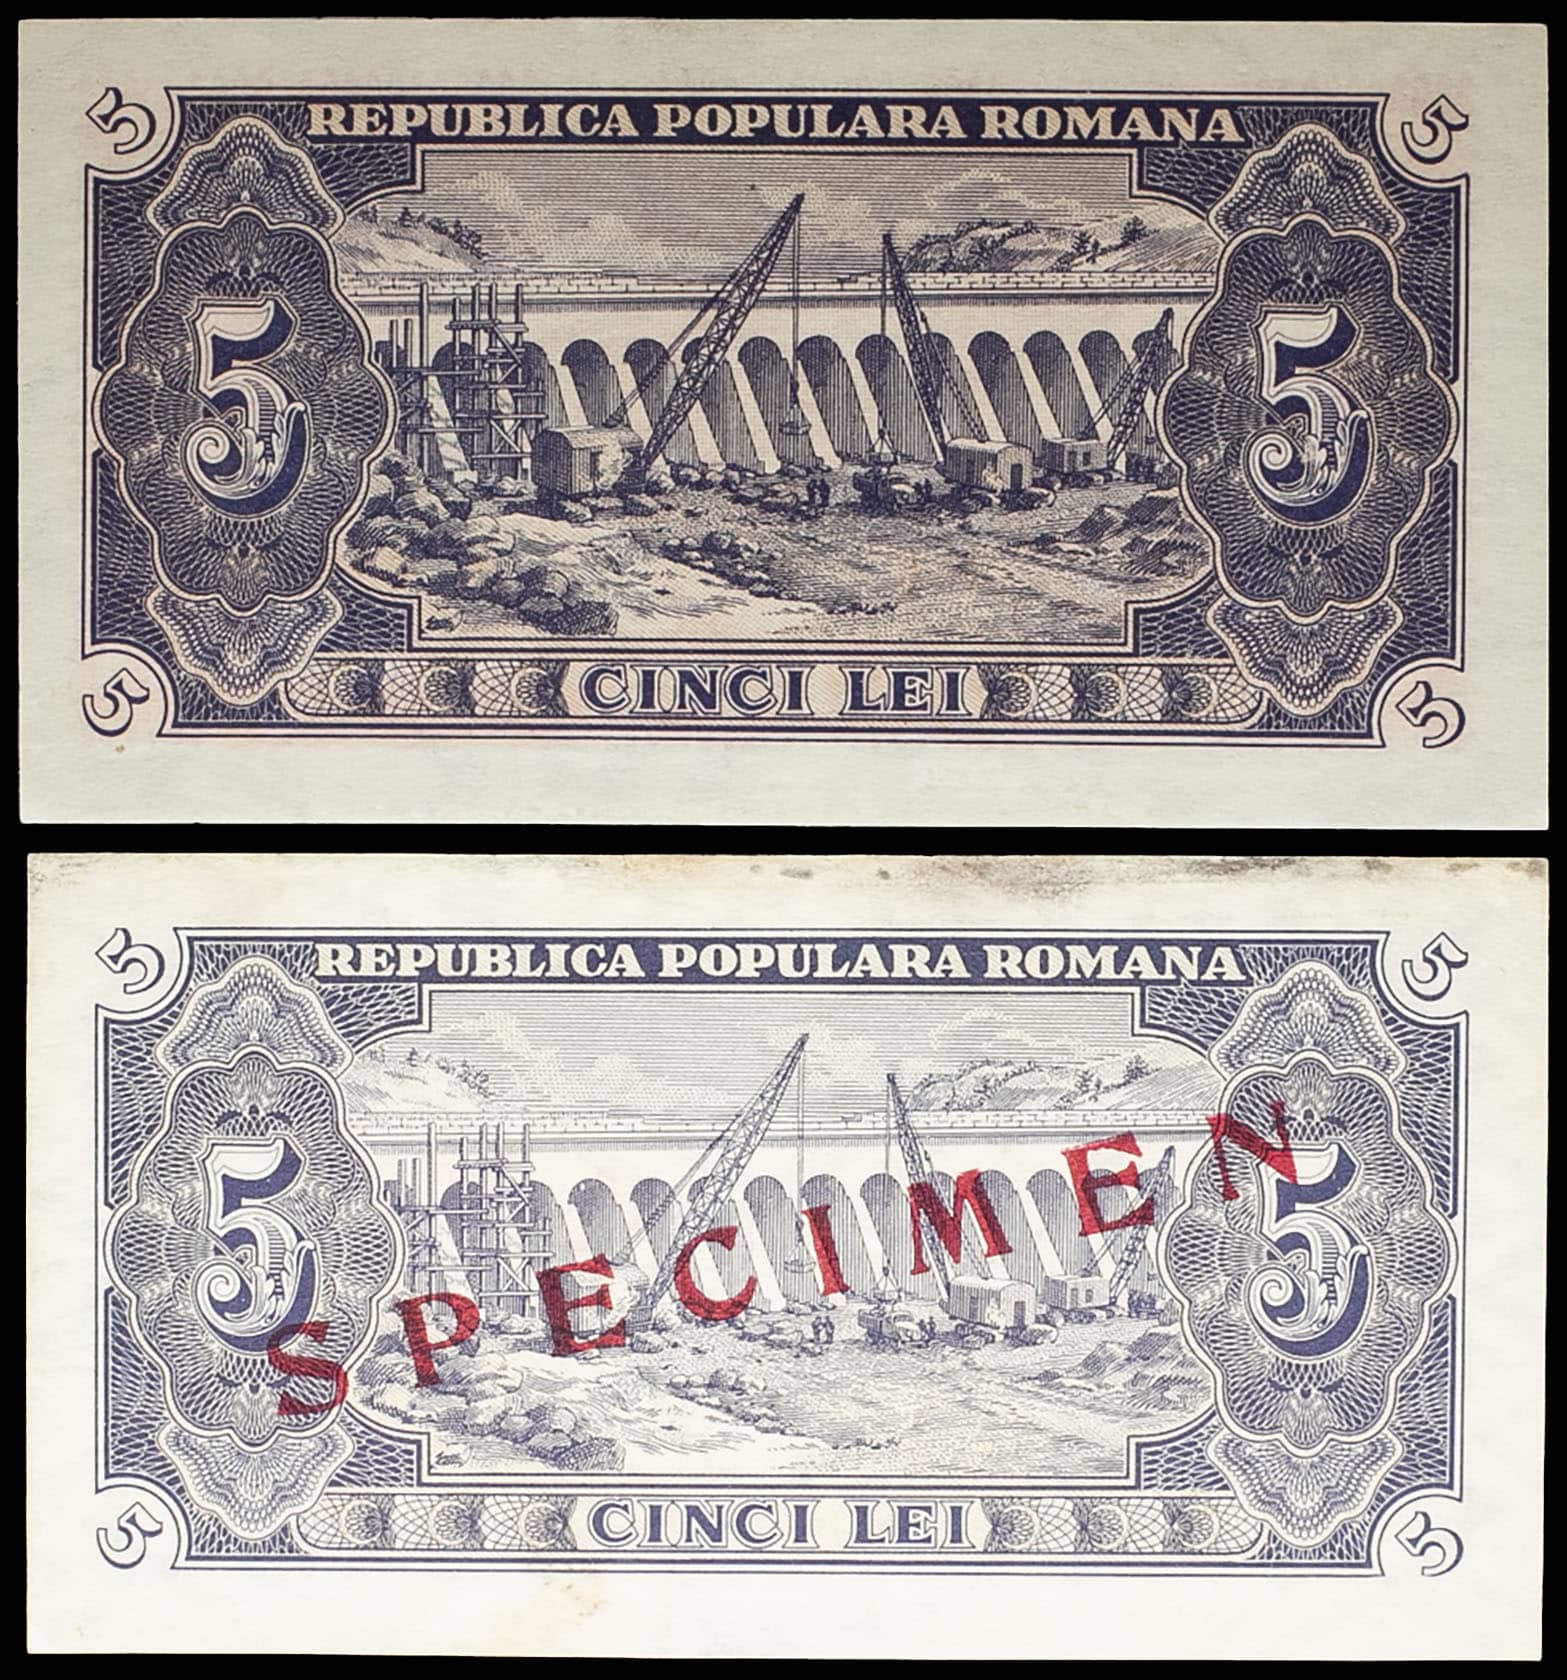 5 REPUBLICA POPULARA ROMANA 5
5 5
5 CINCI LEI 5
5 REPUBLICA POPULARA ROMANA 5
5 5
SPECIMEN
5 CINCI LEI 5